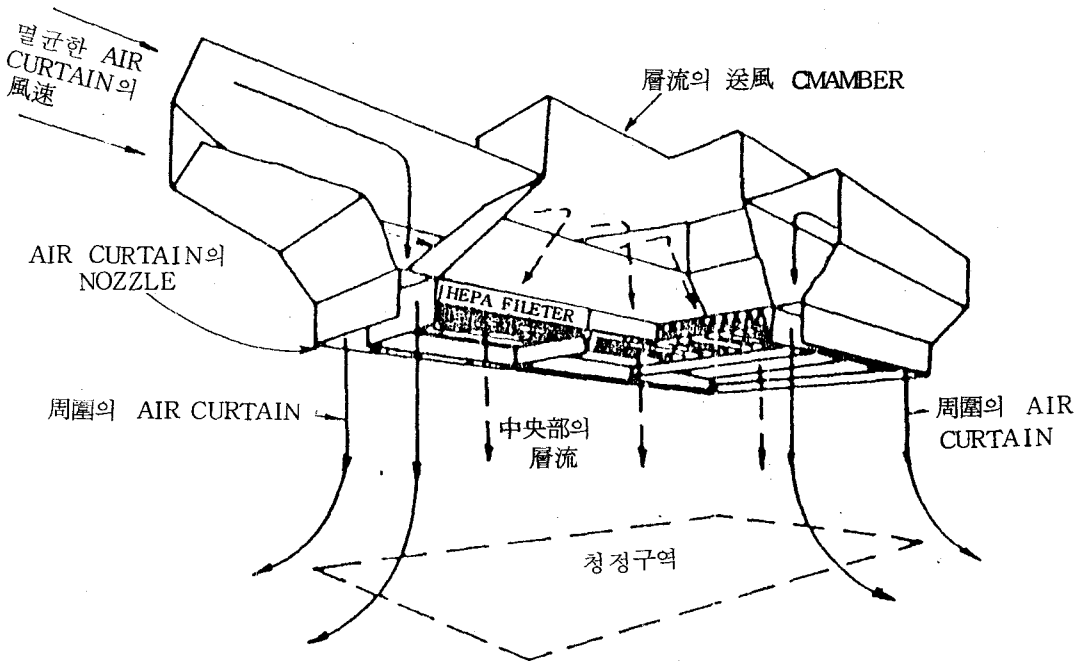 멸균한 AIR
CURTAIN의
風速
層流의 送風 CMAMBER
AIR CURTAIN의
NOZZLE
HEPA FILETER
周圍의 AIR CURTAIN
中央部의
層流
周圍의 AIR
CURTAIN
청정구역